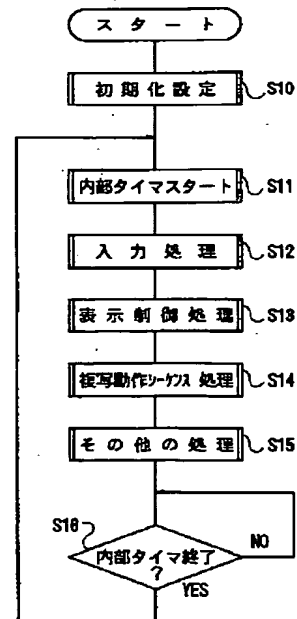 スタート
初期化設定 S10
内部タイマスタート S11
入力処理 S12
表示制御処理 S13
複写動作シーケンス処理 S14
その他の処理 S15
S16
内部タイマ終了 NO
?
YES